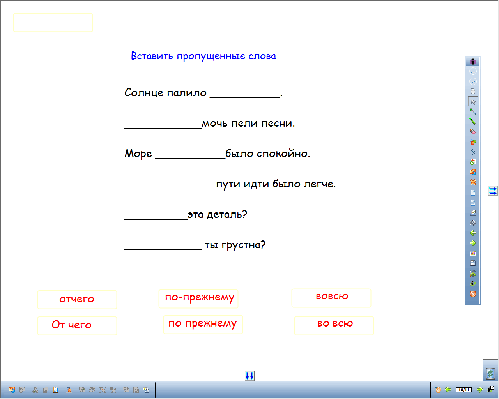 Вставить пропущенные слова
Солнце палило ___________.
____________мочь пели песни.
Море ___________было спокойно.
пути идти было легче.
__________эта деталь?
____________ ты грустна?
отчего по-прежнему вовсю
От чего по прежнему во всю